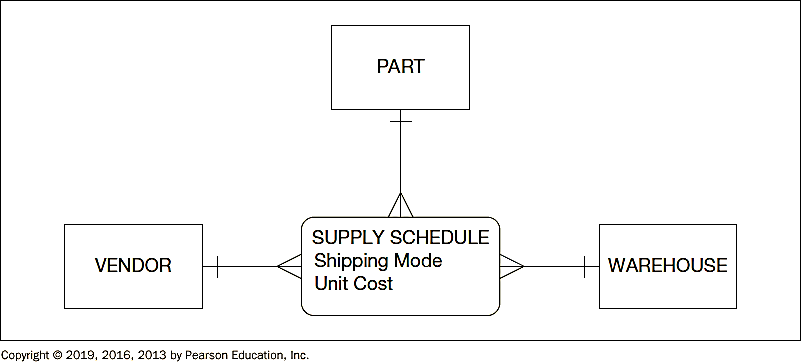 PART
VENDOR
SUPPLY SCHEDULE
Shipping Mode
Unit Cost
WAREHOUSE
Copyright © 2019, 2016, 2013 by Pearson Education, Inc.